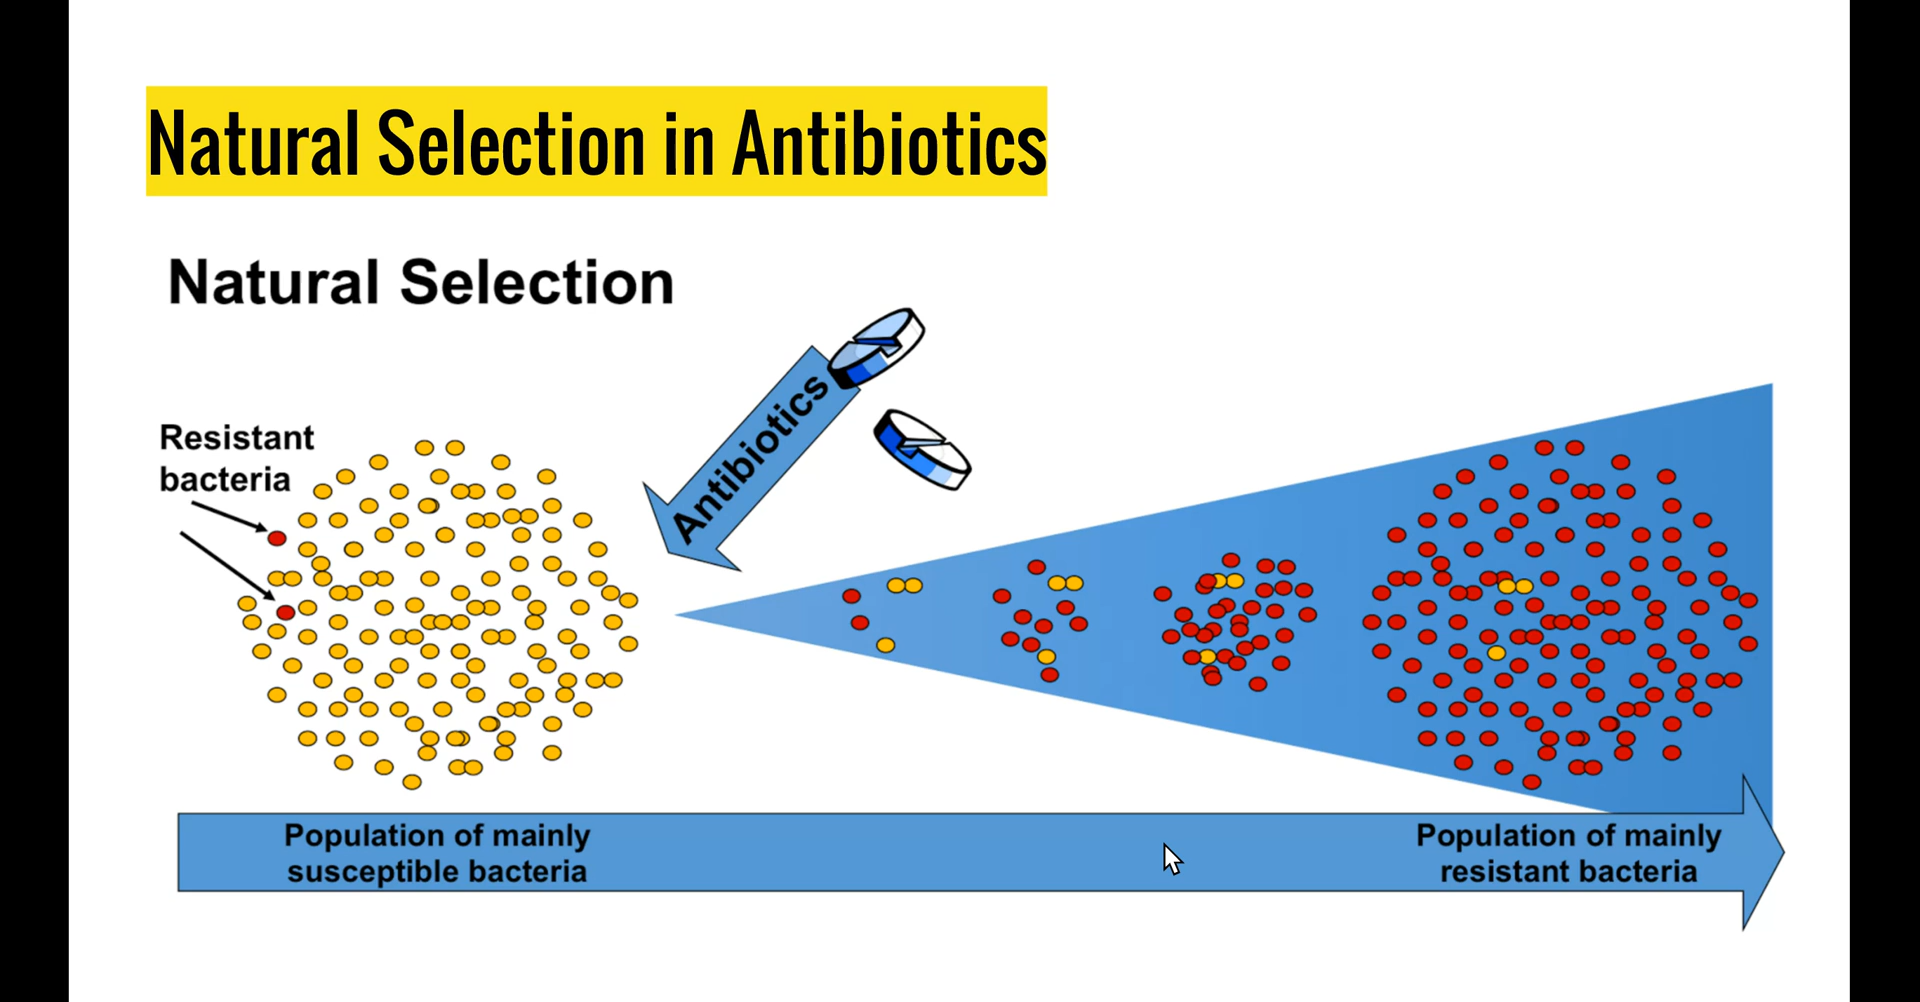 Natural Selection in Antibiotics
Natural Selection
Antibiotics
Resistant
bacteria
Population of mainly
susceptible bacteria
Population of mainly
resistant bacteria